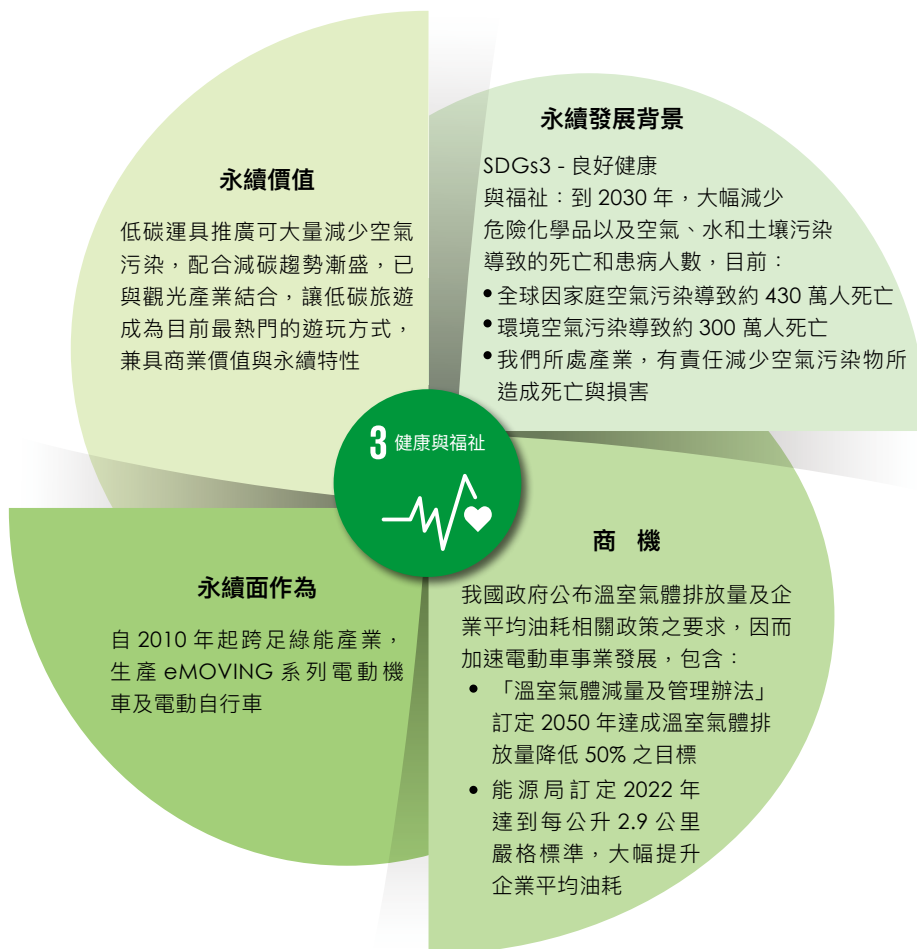 永續價值
低碳運具推廣可大量減少空氣
污染，配合減碳趨勢漸盛，已
與觀光產業結合，讓低碳旅遊
成為目前最熱門的遊玩方式，
兼具商業價值與永續特性
永續發展背景
SDGs3 - 良好健康
與福祉：到 2030 年，大幅減少
危險化學品以及空氣、水和土壤污染
導致的死亡和患病人數，目前：
•全球因家庭空氣污染導致約 430 萬人死亡
•環境空氣污染導致約 300 萬人死亡
•我們所處產業，有責任減少空氣污染物所
造成死亡與損害
3 健康與福祉
永續面作為
自 2010 年起跨足綠能產業，
生產 eMOVING 系列電動機
車及電動自行車
商 機
我國政府公布溫室氣體排放量及企
業平均油耗相關政策之要求，因而
加速電動車事業發展，包含：
• 「溫室氣體減量及管理辦法」
訂定 2050 年達成溫室氣體排
放量降低 50% 之目標
• 能源局訂定 2022 年
達到每公升 2.9 公里
嚴格標準，大幅提升
企業平均油耗